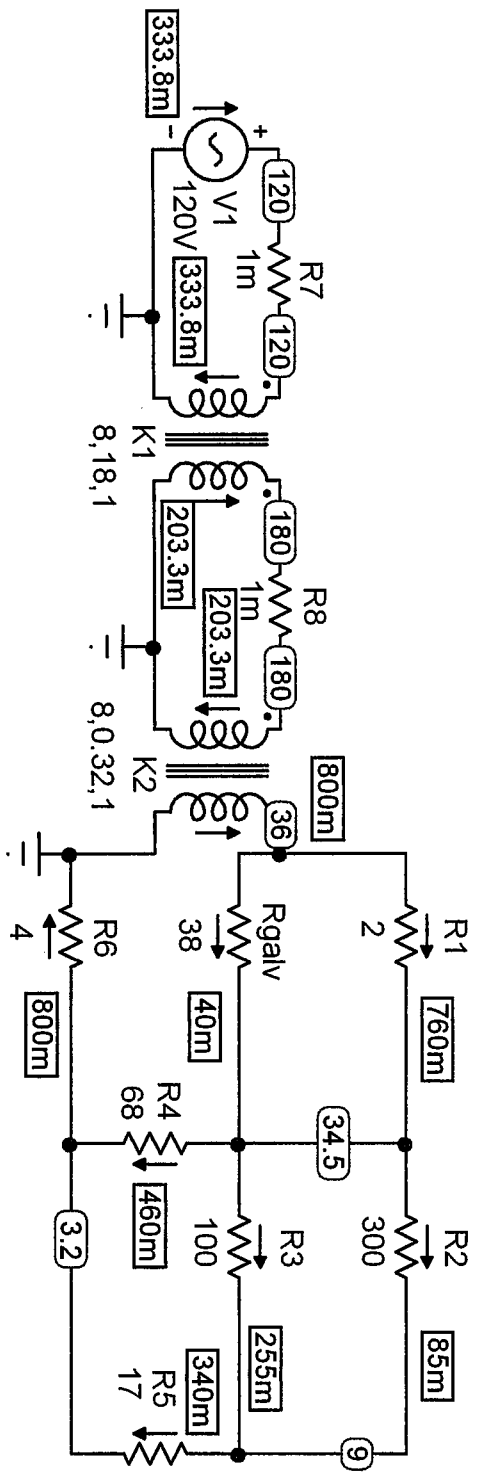 333.8m
+
-
V1
120V
120
R7
1m
120
333.8m
K1
8,18,1
180
R8
1m
180
203.3m
203.3m
K2
8,0.32,1
800m
36
R1
2
760m
Rgalv
38
40m
R6
4
800m
34.5
R4
68
460m
R2
300
85m
R3
100
255m
3.2
340m
R5
17
9